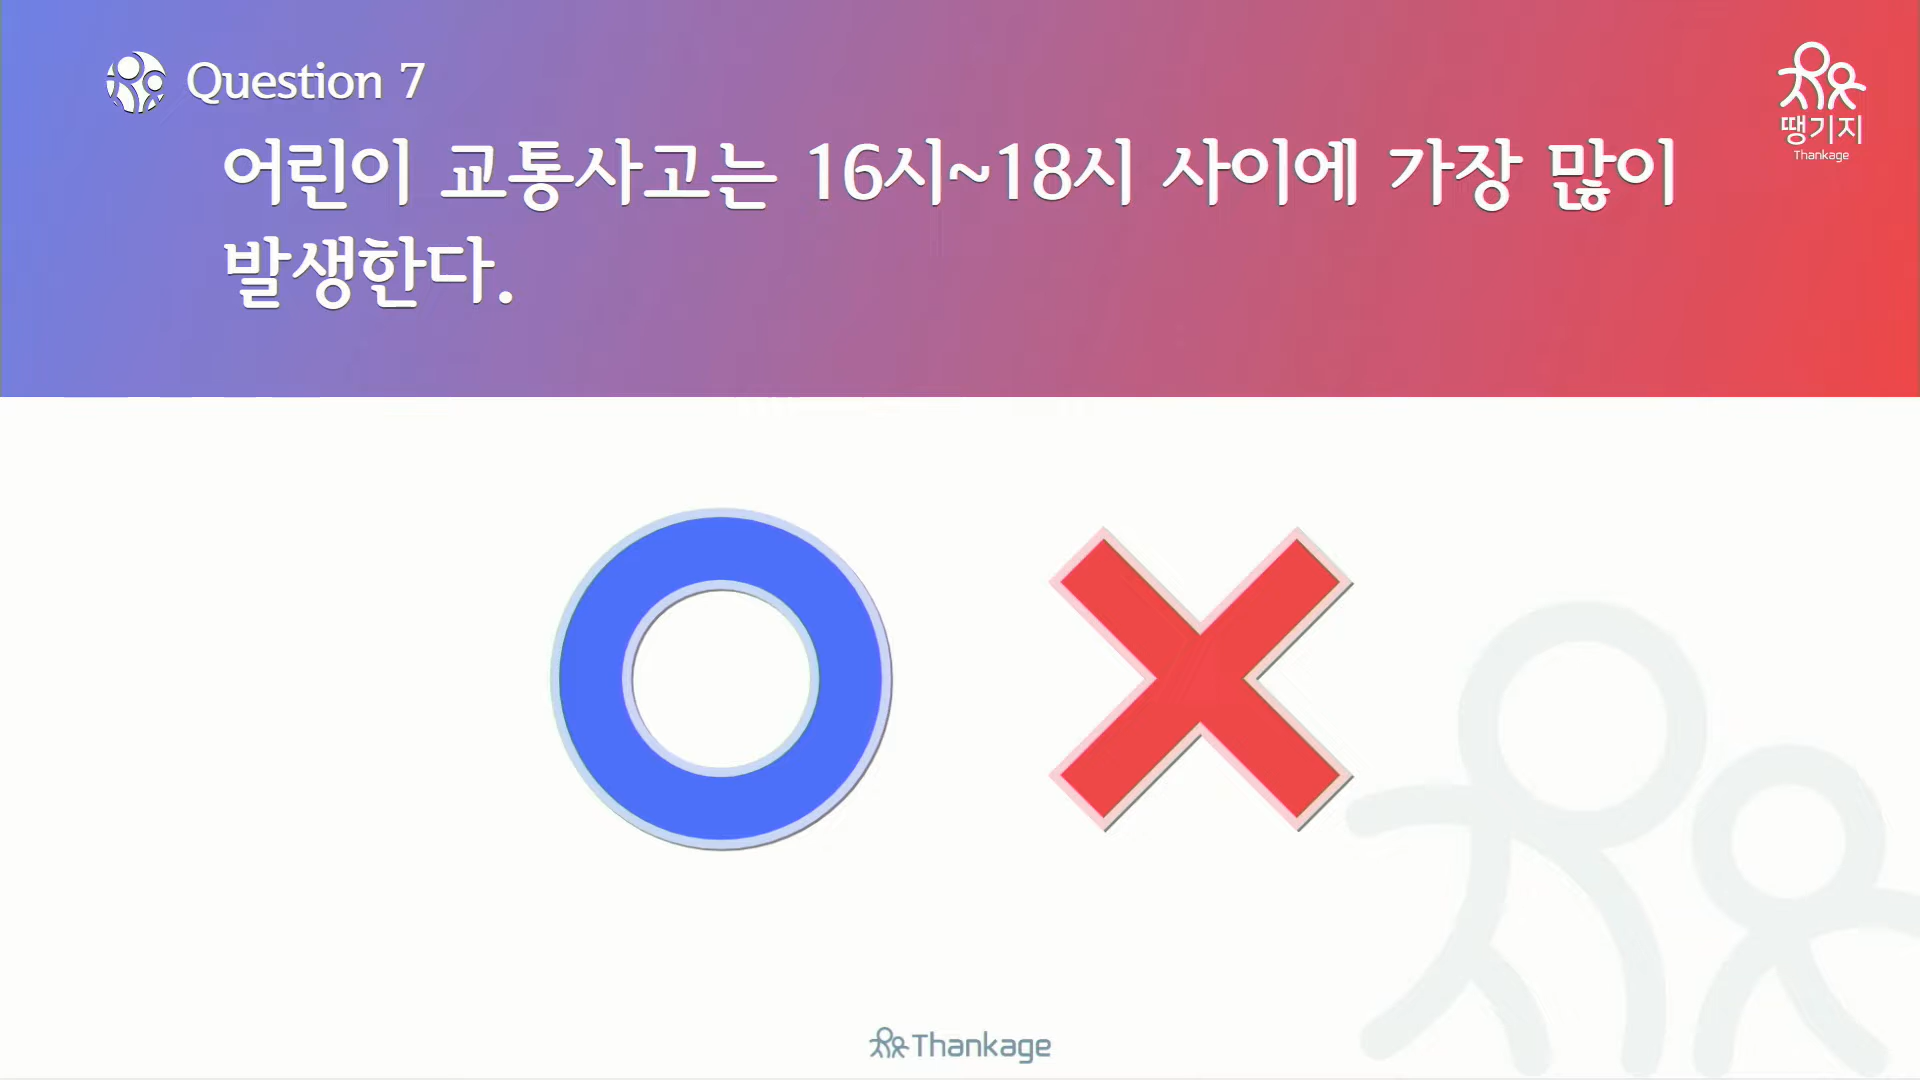 Question 7
땡기지
Thankage
어린이 교통사고는 16시~18시 사이에 가장 많이
발생한다.
Thankage